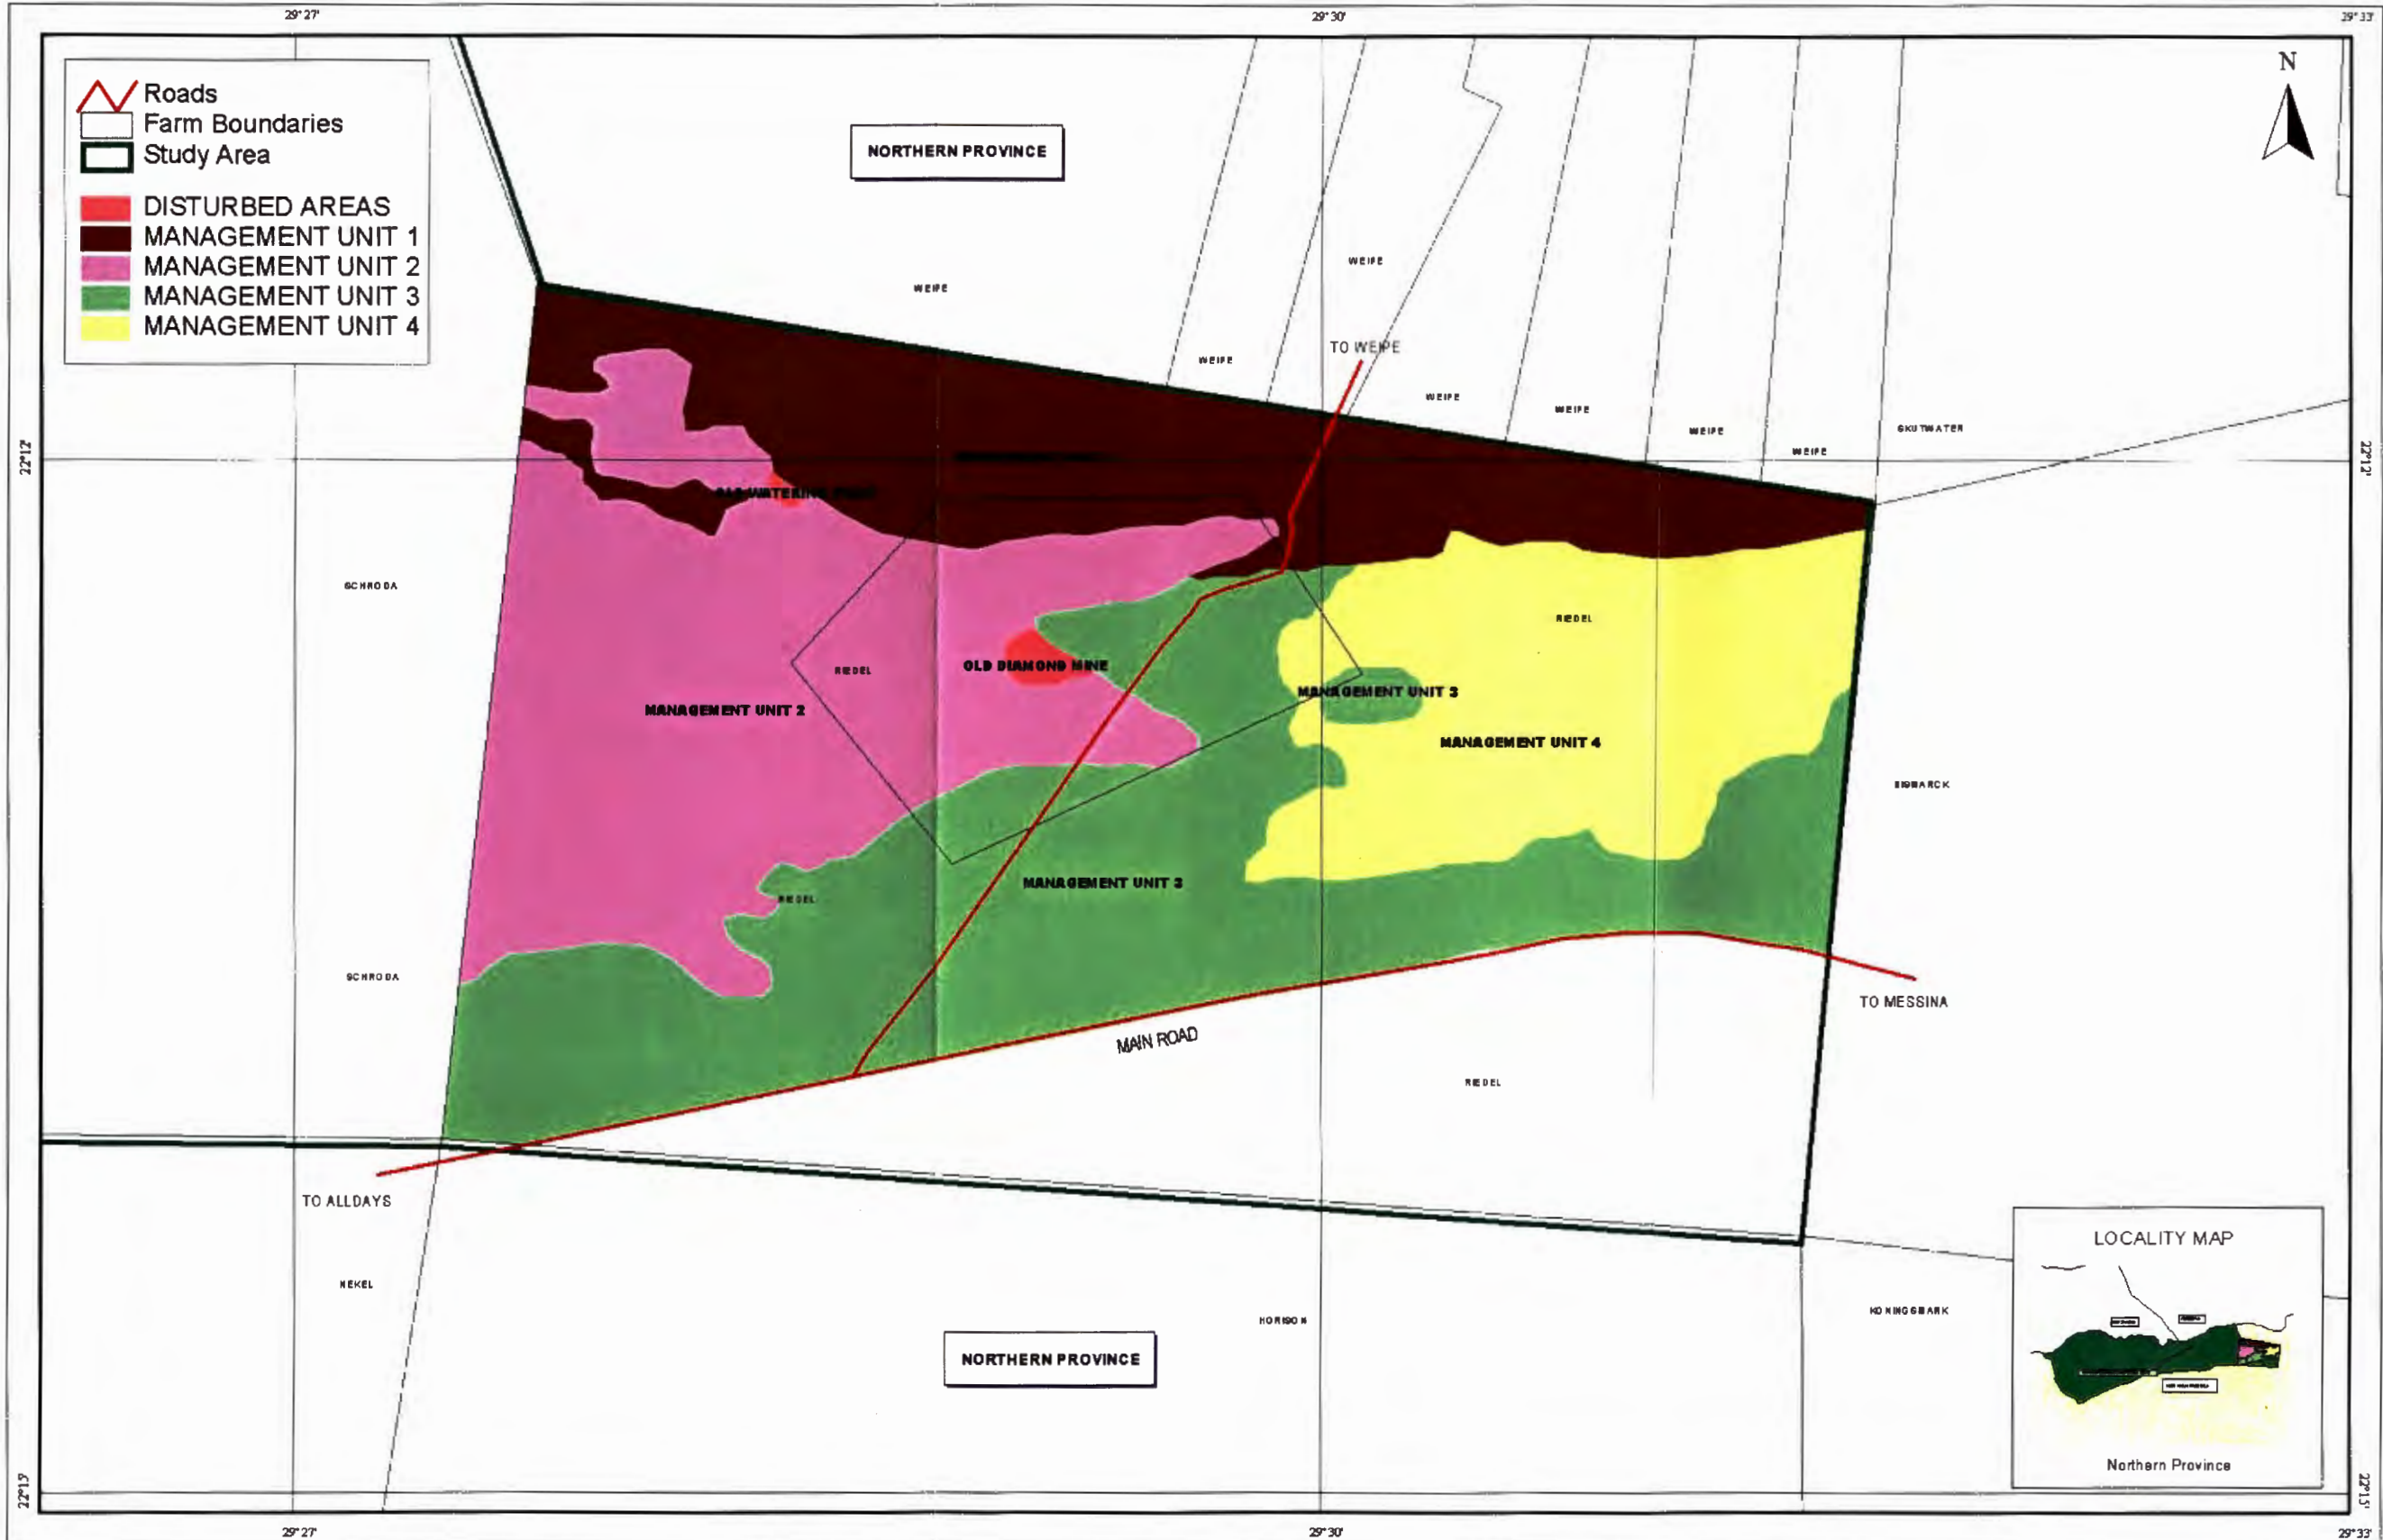 29°27'
29°30'
29°33'
N
Roads
Farm Boundaries
Study Area
DISTURBED AREAS
MANAGEMENT UNIT 1
MANAGEMENT UNIT 2
MANAGEMENT UNIT 3
MANAGEMENT UNIT 4
NORTHERN PROVINCE
WEIPE
WEIPE
TO WEIPE
WEIPE
WEIPE
WEIPE
WEIPE
WEIPE
SKUTWATER
22°12'
22°12'
OLD WATERING POINT
SCHRODA
RIEDEL
RIEDEL
OLD DIAMOND MINE
MANAGEMENT UNIT 3
MANAGEMENT UNIT 2
MANAGEMENT UNIT 4
BISMARCK
MANAGEMENT UNIT 3
RIEDEL
SCHRODA
TO MESSINA
MAIN ROAD
RIEDEL
TO ALLDAYS
NEKEL
HORISON
KONINGSMARK
NORTHERN PROVINCE
LOCALITY MAP
Northern Province
22°15'
22°15'
29°27'
29°30'
29°33'